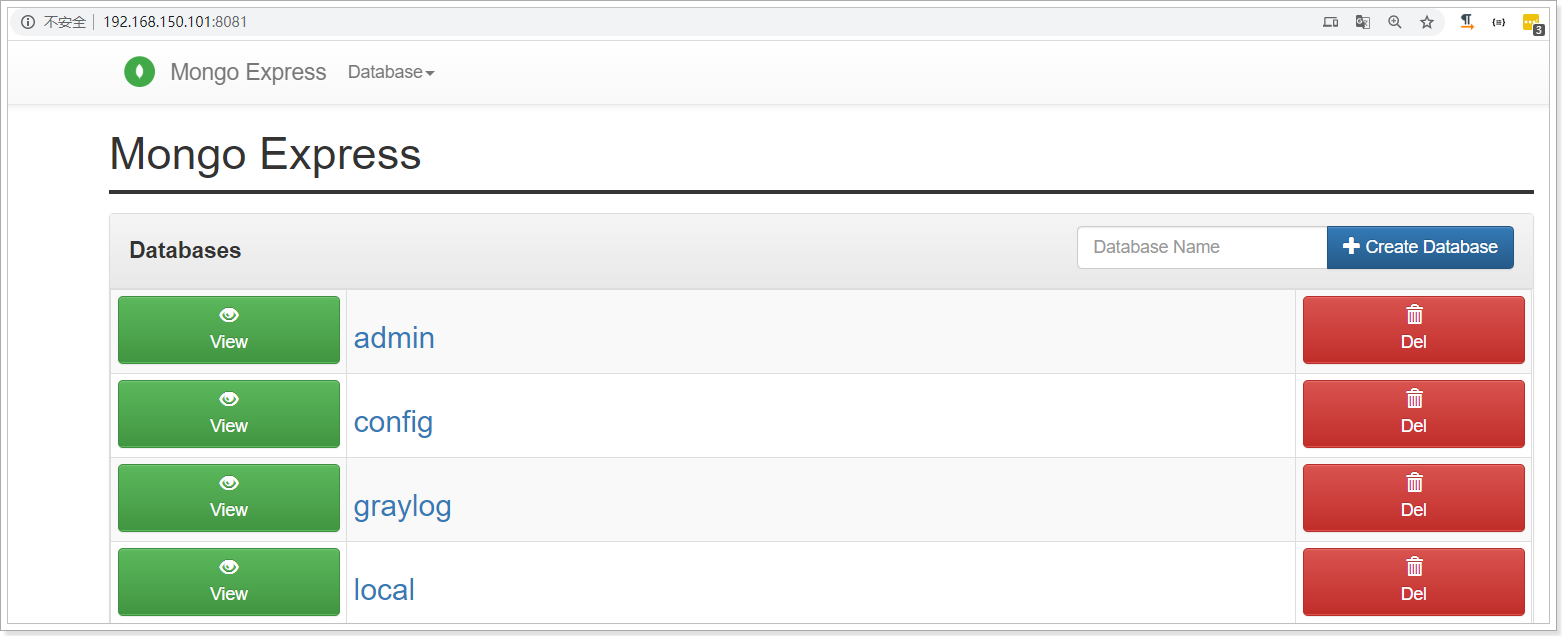 不安全 192.168.150.101:8081
3
Mongo Express Database
Mongo Express
Databases Database Name Create Database
View admin Del
View config Del
View graylog Del
View local Del